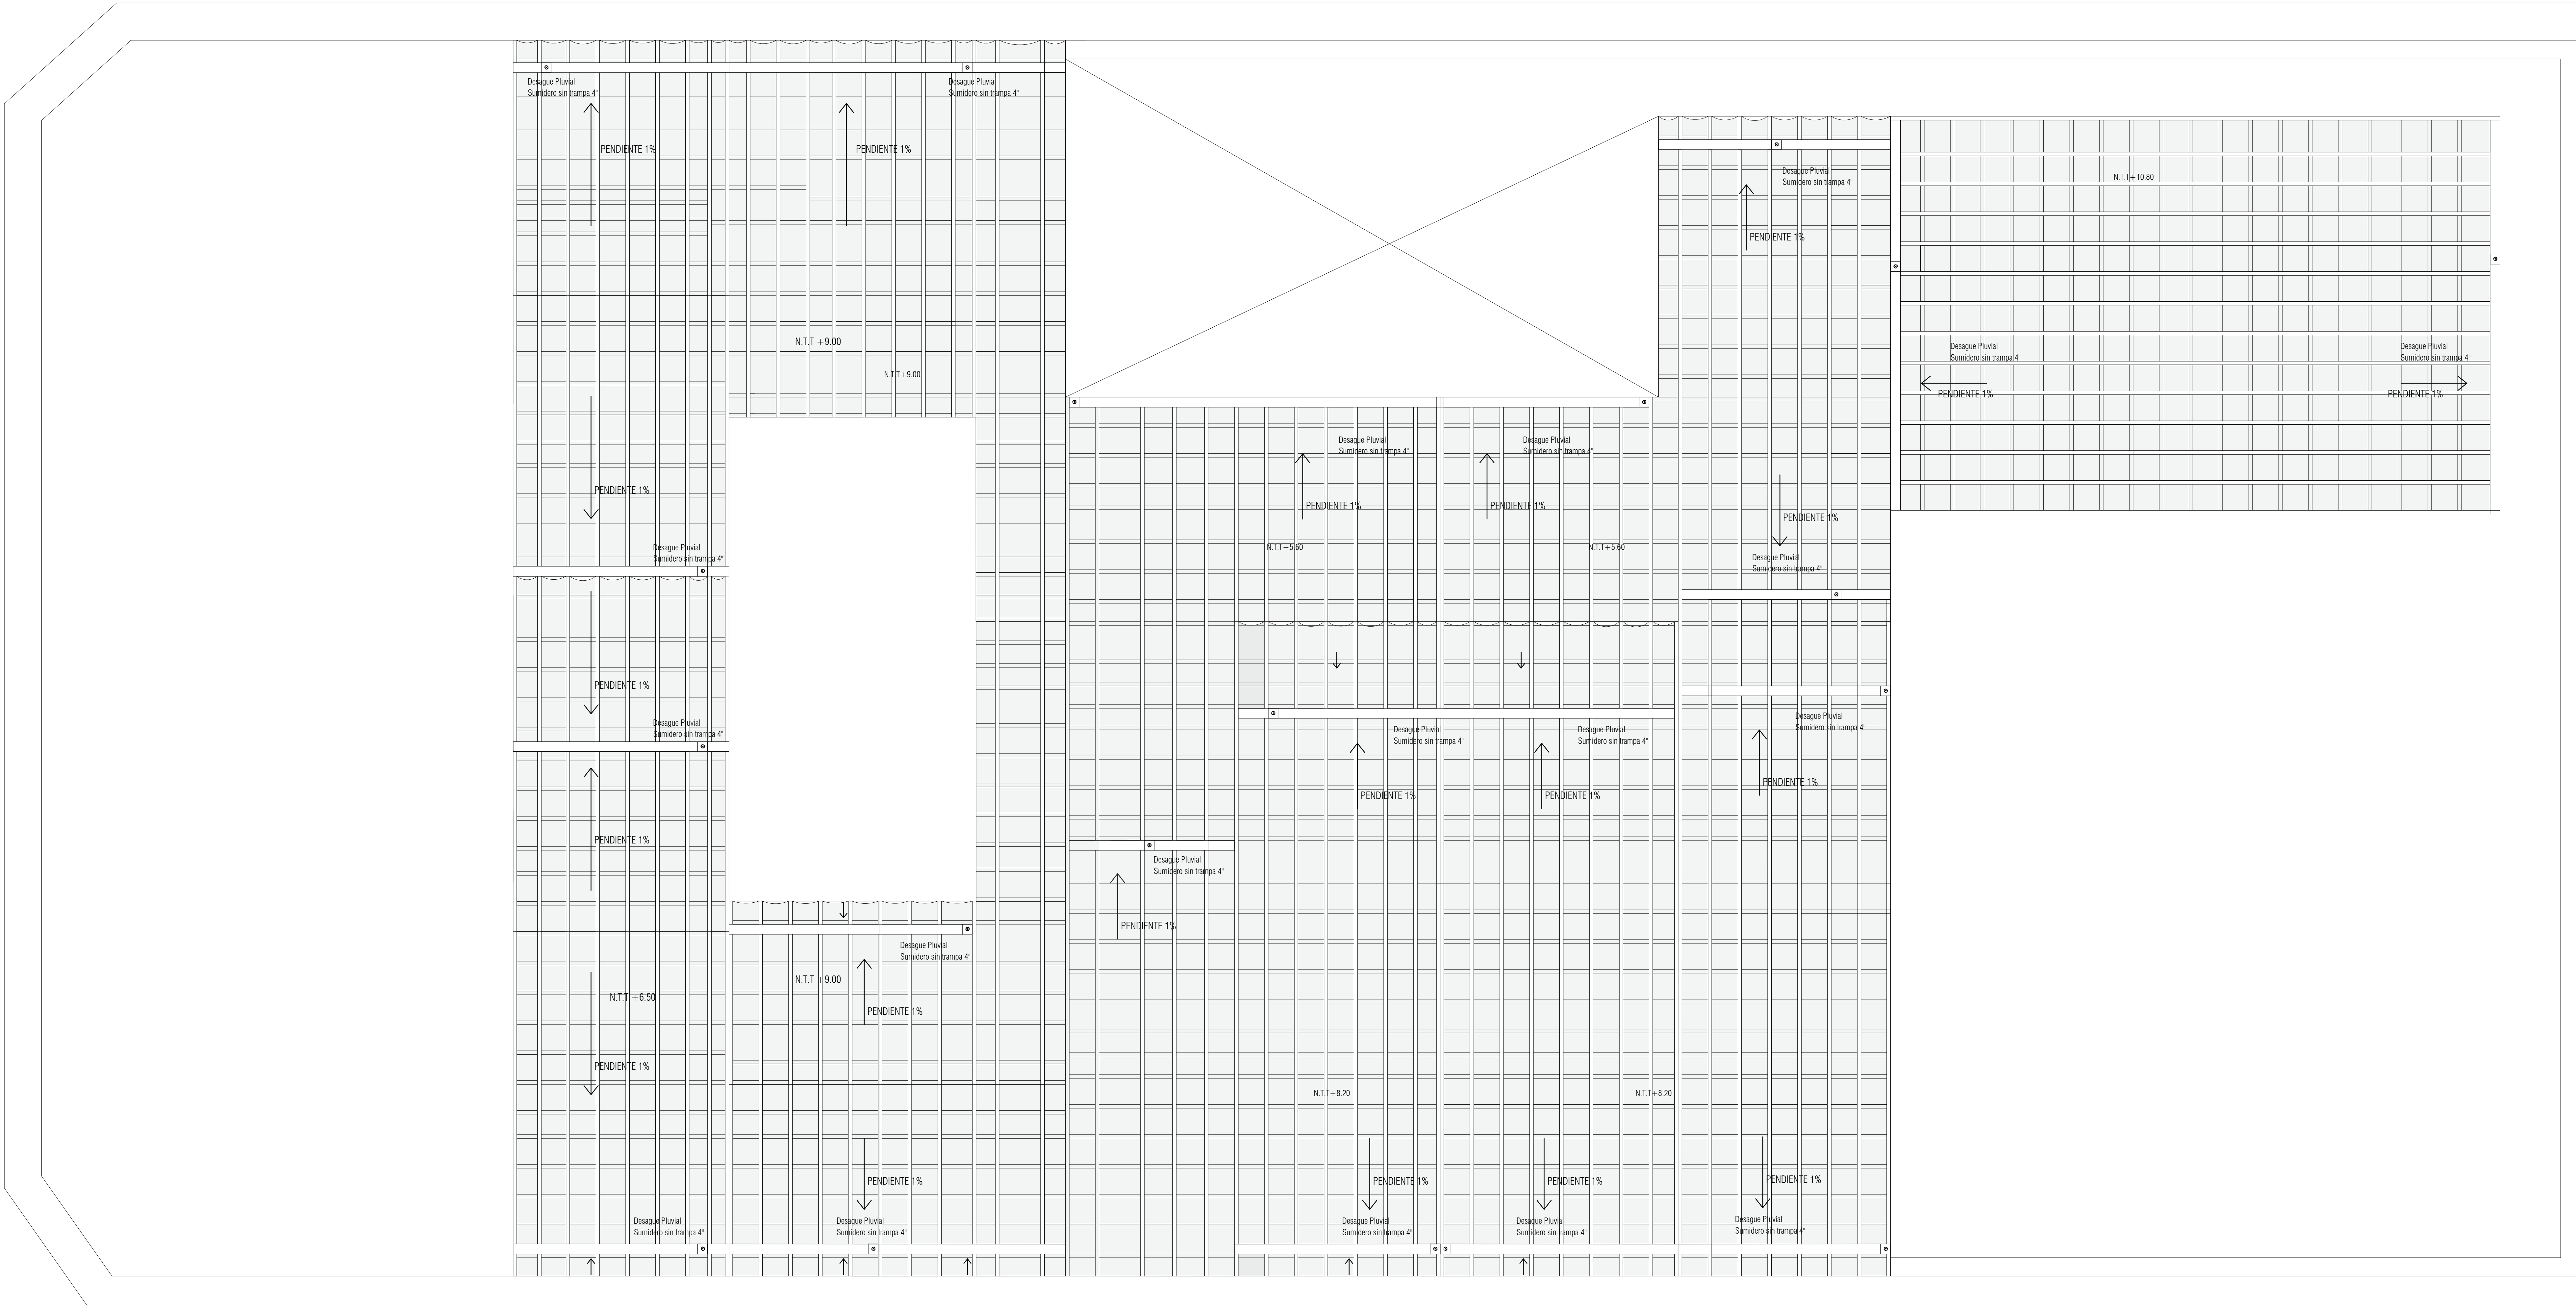 Desague Pluvial
Sumidero sin trampa 4"
PENDIENTE 1%
Desague Pluvial
Sumidero sin trampa 4"
PENDIENTE 1%
N.T.T +9.00
N.T.T+9.00
PENDIENTE 1%
Desague Pluvial
Sumidero sin trampa 4"
PENDIENTE 1%
Desague Pluvial
Sumidero sin trampa 4"
PENDIENTE 1%
N.T.T +6.50
PENDIENTE 1%
Desague Pluvial
Sumidero sin trampa 4"
Desague Pluvial
Sumidero sin trampa 4"
N.T.T +9.00
PENDIENTE 1%
PENDIENTE 1%
Desague Pluvial
Sumidero sin trampa 4"
Desague Pluvial
Sumidero sin trampa 4"
PENDIENTE 1%
Desague Pluvial
Sumidero sin trampa 4"
PENDIENTE 1%
Desague Pluvial
Sumidero sin trampa 4"
PENDIENTE 1%
N.T.T+5.60
N.T.T+5.60
Desague Pluvial
Sumidero sin trampa 4"
PENDIENTE 1%
Desague Pluvial
Sumidero sin trampa 4"
PENDIENTE 1%
N.T.T+8.20
N.T.T+8.20
PENDIENTE 1%
Desague Pluvial
Sumidero sin trampa 4"
PENDIENTE 1%
Desague Pluvial
Sumidero sin trampa 4"
Desague Pluvial
Sumidero sin trampa 4"
PENDIENTE 1%
PENDIENTE 1%
Desague Pluvial
Sumidero sin trampa 4"
Desague Pluvial
Sumidero sin trampa 4"
PENDIENTE 1%
PENDIENTE 1%
Desague Pluvial
Sumidero sin trampa 4"
N.T.T+10.80
Desague Pluvial
Sumidero sin trampa 4"
PENDIENTE 1%
Desague Pluvial
Sumidero sin trampa 4"
PENDIENTE 1%